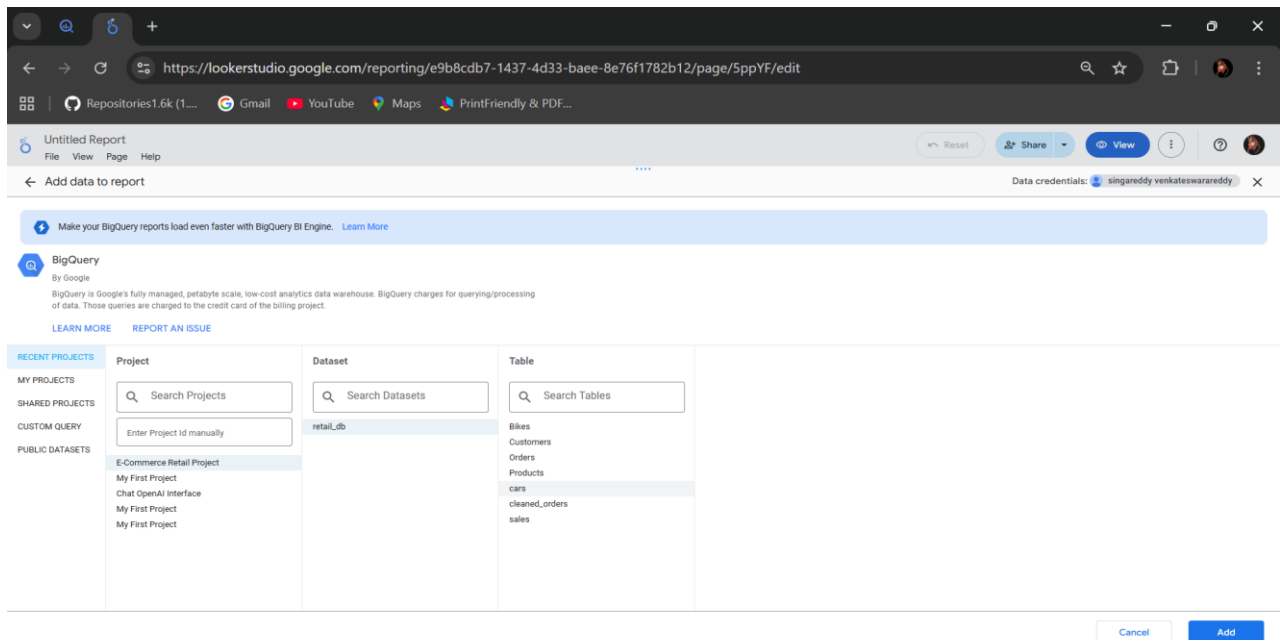 https://lookerstudio.google.com/reporting/e9b8cdb7-1437-4d33-baee-8e76f1782b12/page/5ppYF/edit
Repositories1.6k (1.... Gmail YouTube Maps PrintFriendly & PDF...
Untitled Report
File View Page Help
Reset Share View
Add data to report
Data credentials: singareddy venkateswarareddy
Make your BigQuery reports load even faster with BigQuery BI Engine. Learn More
BigQuery
By Google
BigQuery is Google's fully managed, petabyte scale, low-cost analytics data warehouse. BigQuery charges for querying/processing
of data. Those queries are charged to the credit card of the billing project.
LEARN MORE REPORT AN ISSUE
RECENT PROJECTS
MY PROJECTS
SHARED PROJECTS
CUSTOM QUERY
PUBLIC DATASETS
Project
Search Projects
Enter Project Id manually
E-Commerce Retail Project
My First Project
Chat OpenAI Interface
My First Project
My First Project
Dataset
Search Datasets
retail_db
Table
Search Tables
Bikes
Customers
Orders
Products
cars
cleaned_orders
sales
Cancel Add